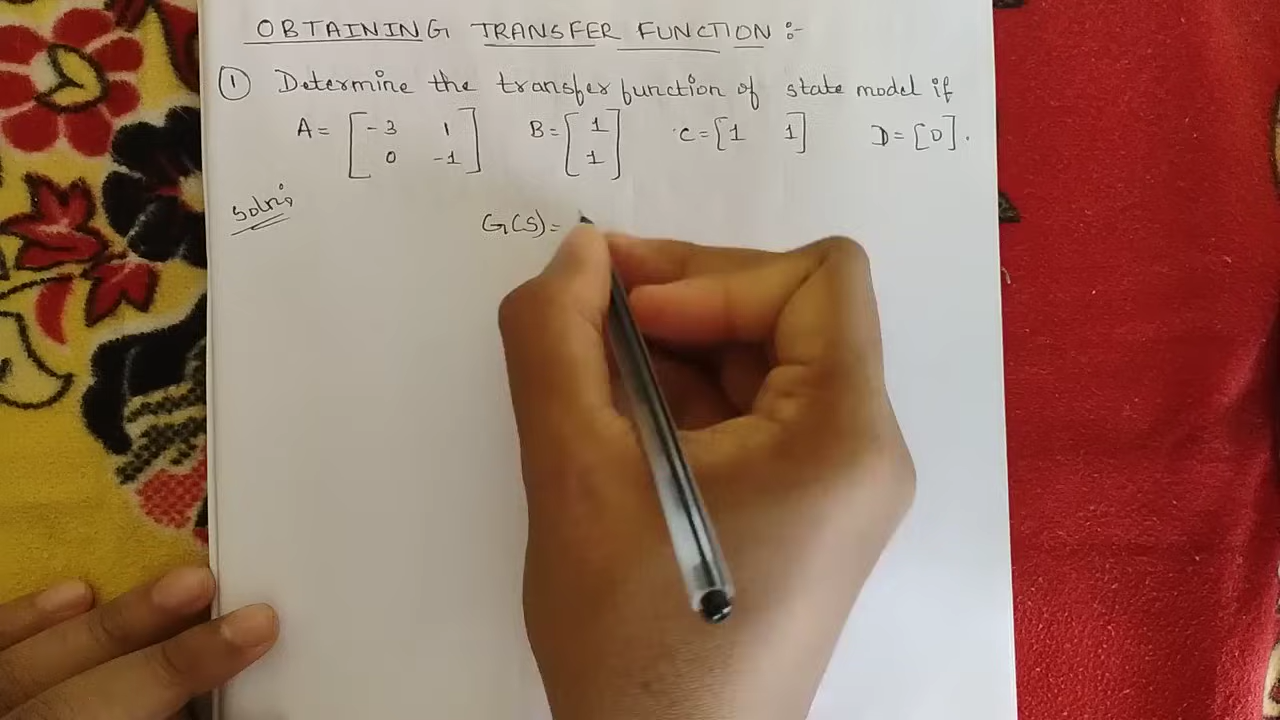 OBTAINING TRANSFER FUNCTION :-
① Determine the transfer function of state model if
A = [ -3 1 B = [ 1 C = [ 1 1 ] D = [0].
0 -1 ] 1 ]
Soln:
G(S) =